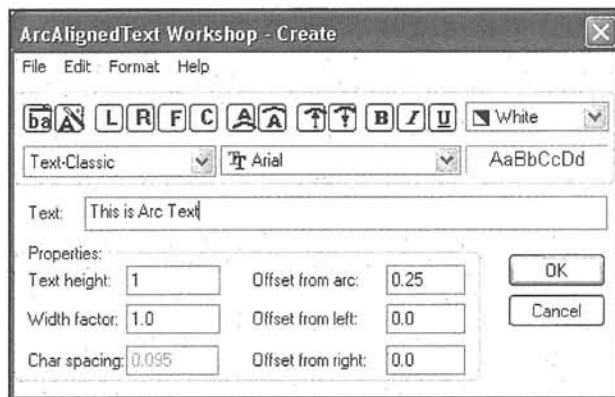 ArcAlignedText Workshop - Create
File Edit Format Help
ba A L R F C A A T T B I U White
Text-Classic Tr Arial AaBbCcDd
Text: This is Arc Text
Properties:
Text height: 1 Offset from arc: 0.25 OK
Width factor: 1.0 Offset from left: 0.0 Cancel
Char spacing: 0.095 Offset from right: 0.0